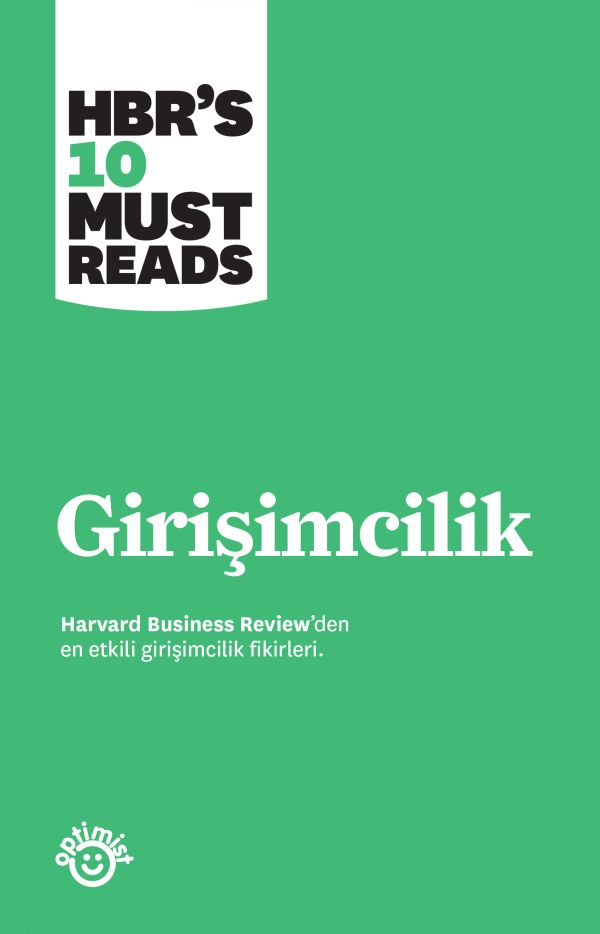 HBR'S
10
MUST
READS
Girişimcilik
Harvard Business Review'den
en etkili girişimcilik fikirleri.
optimist